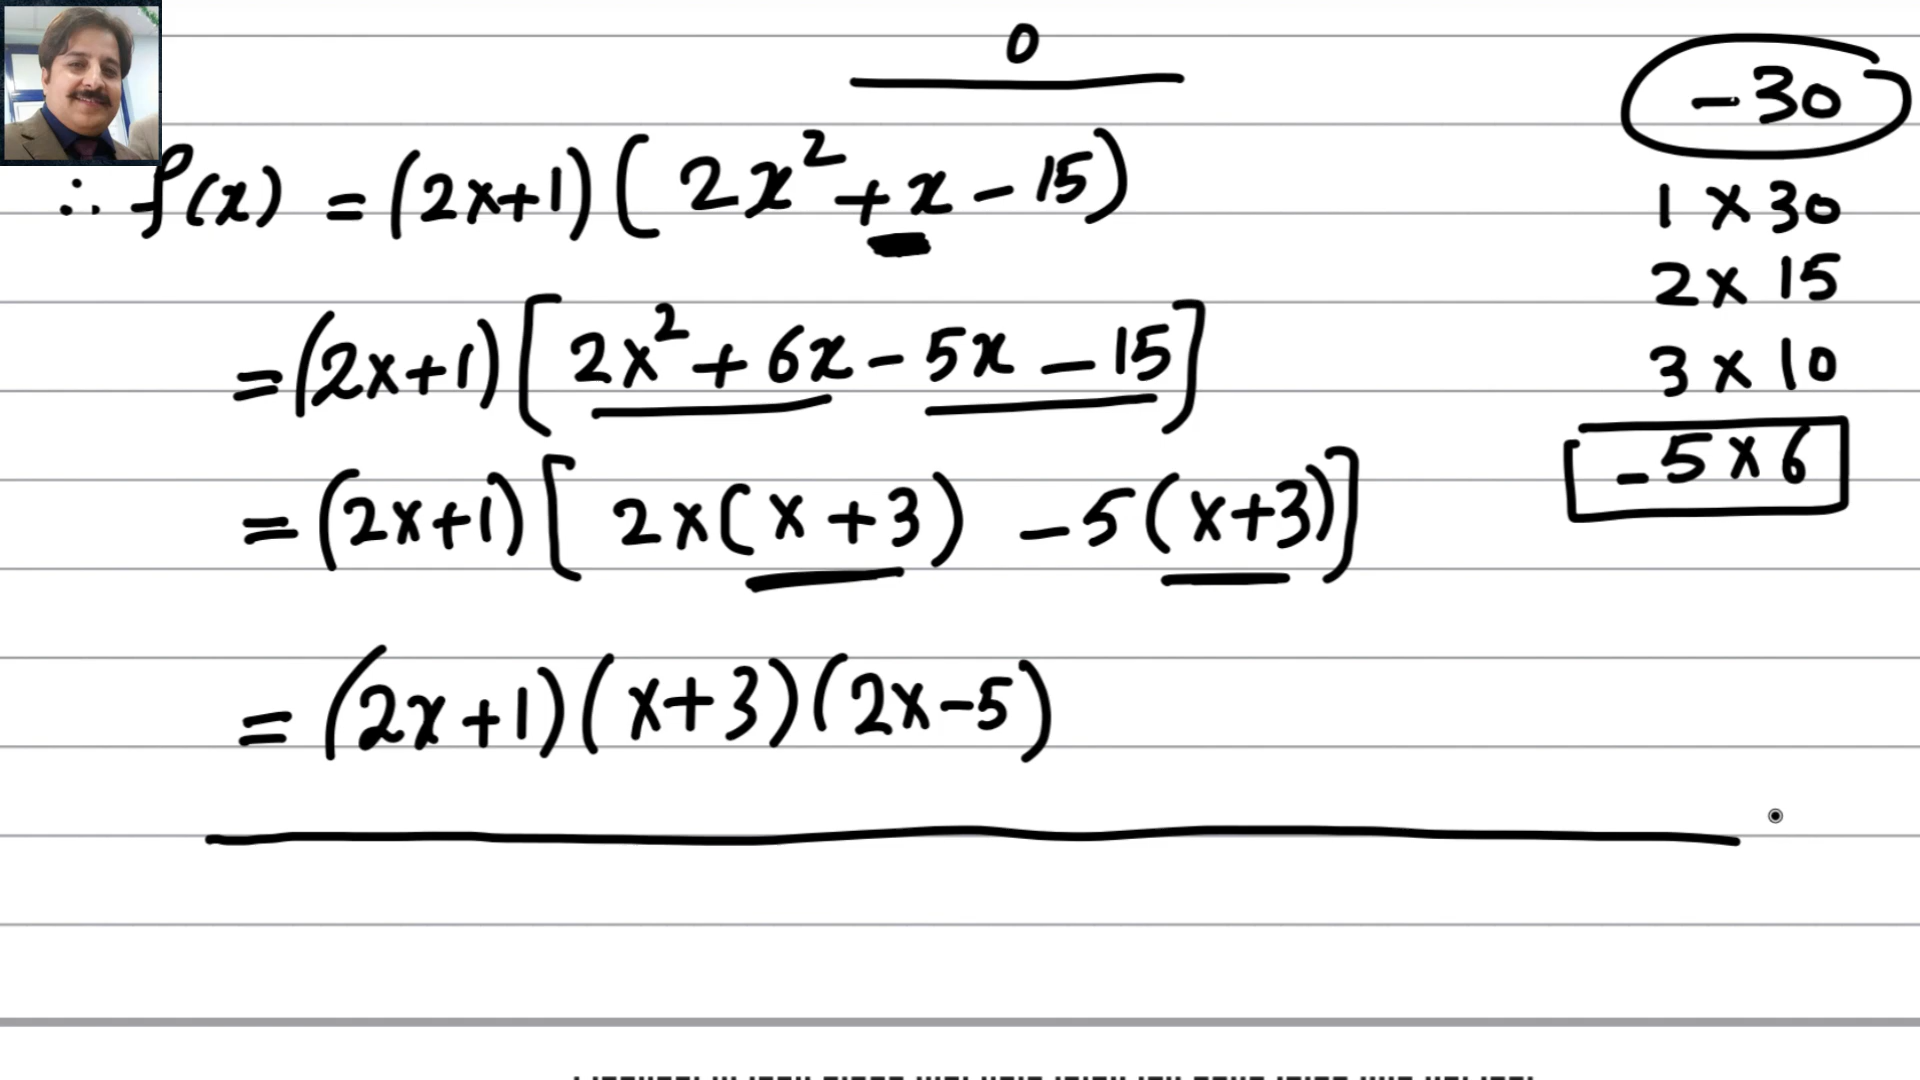 0
∴ f(x) = (2x+1)(2x²+x-15)
=(2x+1)[2x²+6x-5x-15]
=(2x+1)[2x(x+3) -5(x+3)]
=(2x+1)(x+3)(2x-5)
-30
1 x 30
2 x 15
3 x 10
-5 x 6